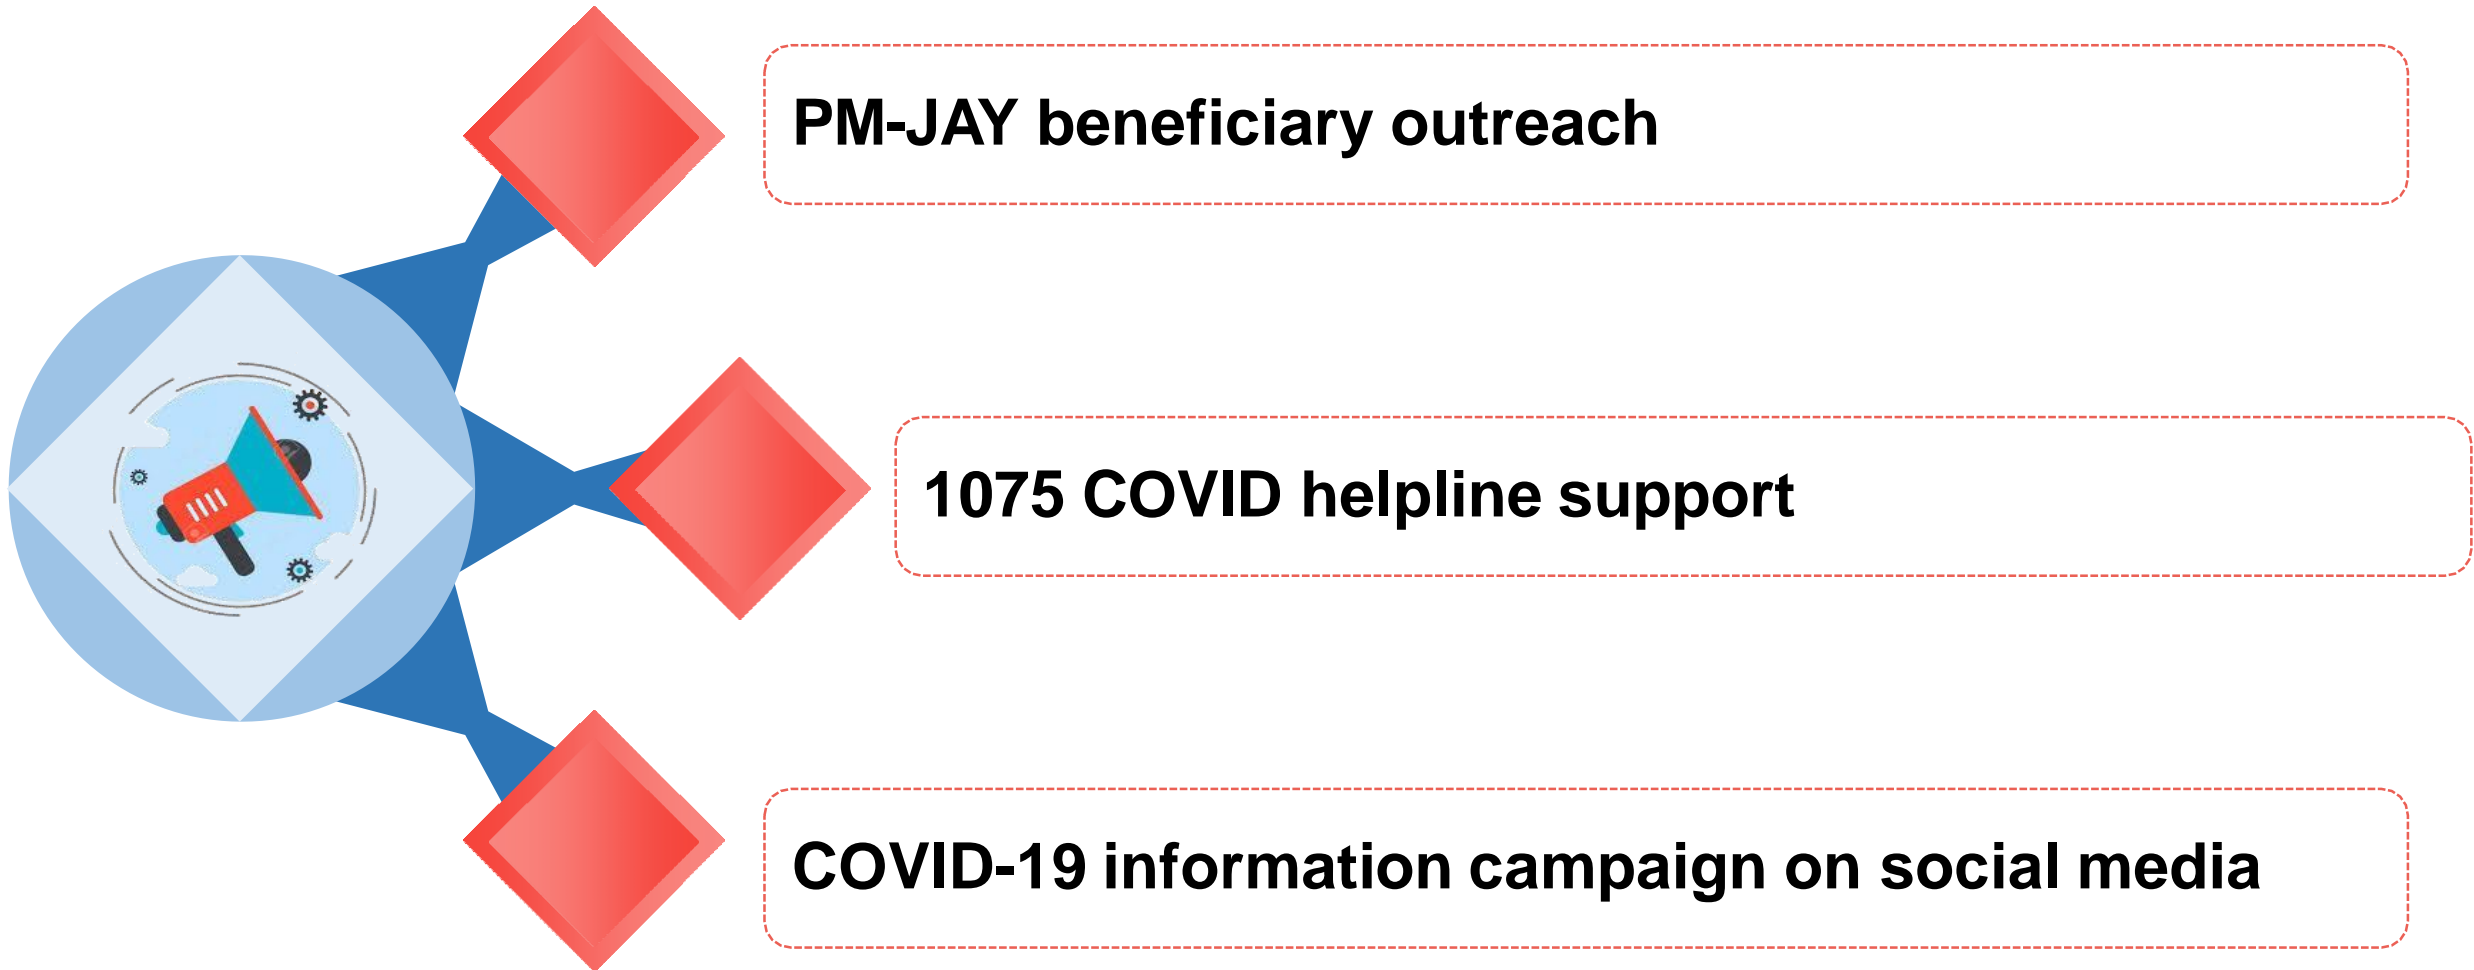 PM-JAY beneficiary outreach
1075 COVID helpline support
COVID-19 information campaign on social media